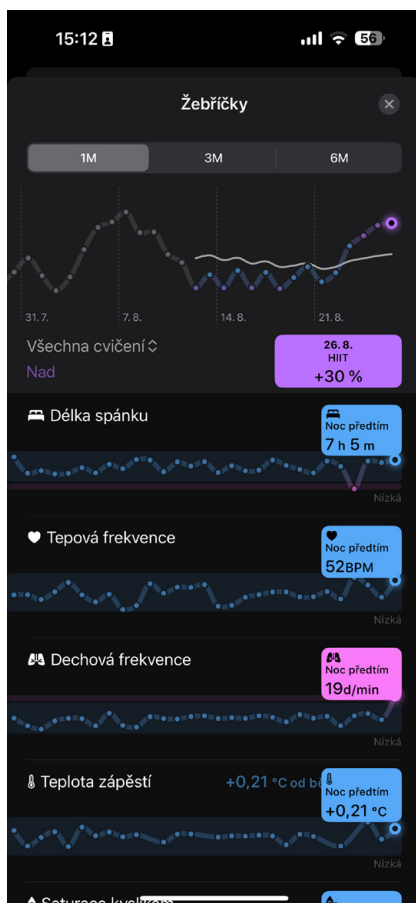 15:12
56
Žebříčky
1M
3M
6M
31.7.
7.8.
14.8.
21.8.
Všechna cvičení
Nad
26.8.
HIIT
+30 %
Délka spánku
Noc předtím
7 h 5 m
Nízká
Tepová frekvence
Noc předtím
52BPM
Nízká
Dechová frekvence
Noc předtím
19d/min
Nízká
Teplota zápěstí
+0,21 °C od bě
Noc předtím
+0,21 °C
Nízká
Saturace kyslíkem